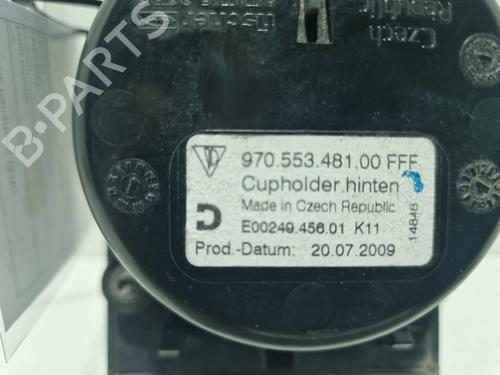 fischer
Czech
Republic
970.553.481.00 FFF
Cupholder hinten
Made in Czech Republic
E00249.456.01 K11
Prod.-Datum: 20.07.2009
14848
B-PARTS